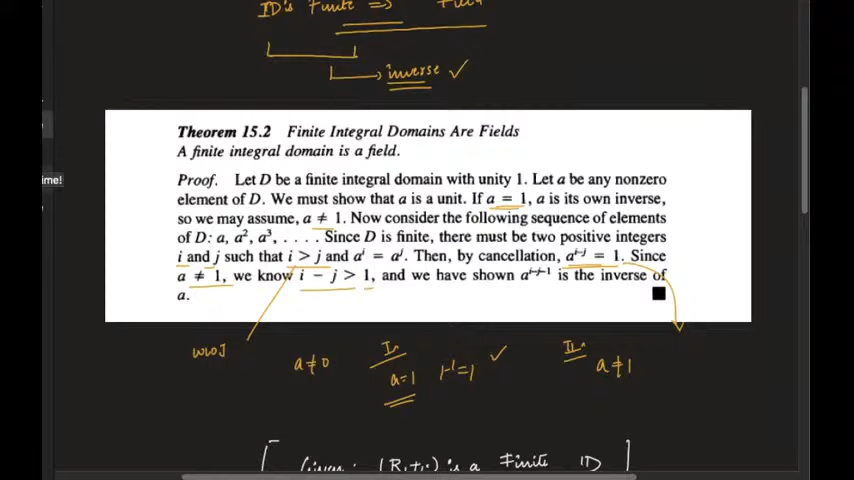 ID's Finite => Field
inverse ✓
ime!
Theorem 15.2 Finite Integral Domains Are Fields
A finite integral domain is a field.
Proof. Let D be a finite integral domain with unity 1. Let a be any nonzero
element of D. We must show that a is a unit. If a = 1, a is its own inverse,
so we may assume, a ≠ 1. Now consider the following sequence of elements
of D: a, a², a³, . . . . Since D is finite, there must be two positive integers
i and j such that i > j and aⁱ = aʲ. Then, by cancellation, aⁱ⁻ʲ = 1. Since
a ≠ 1, we know i − j > 1, and we have shown aⁱ⁻ʲ⁻¹ is the inverse of
a. ■
WLOG a≠0 I. ✓ II.
a=1 1⁻¹=1 a≠1
Given: (R,+,·) is a Finite ID